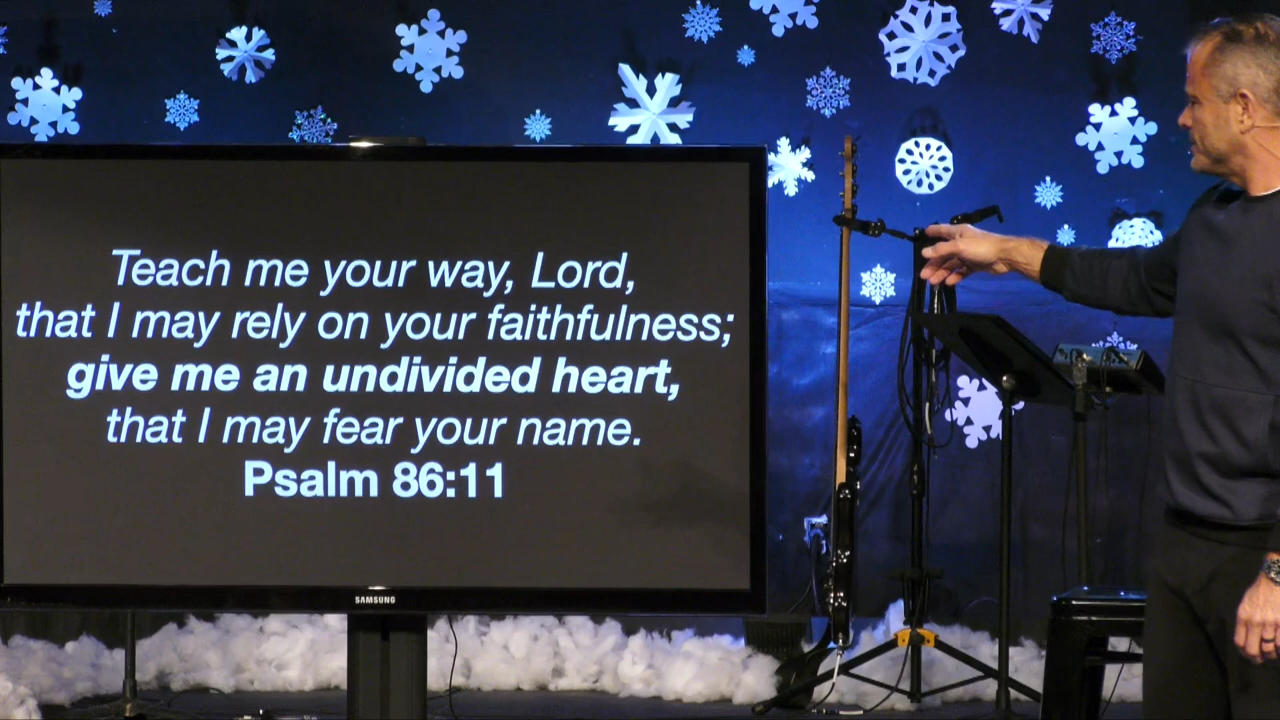 Teach me your way, Lord,
that I may rely on your faithfulness;
give me an undivided heart,
that I may fear your name.
Psalm 86:11
SAMSUNG